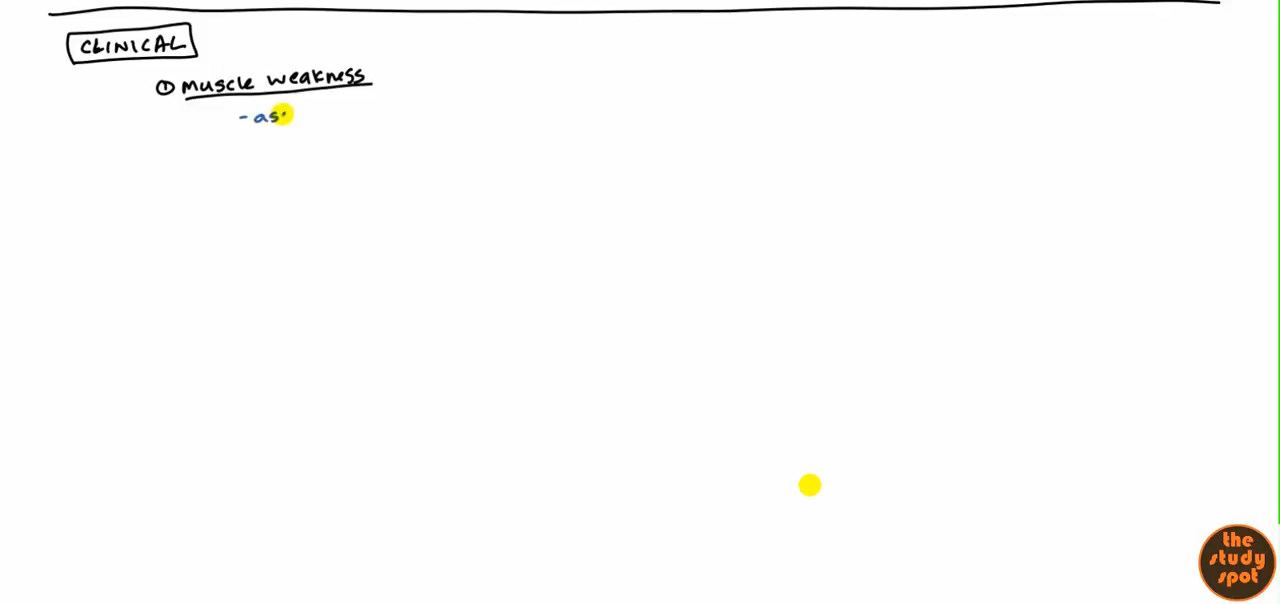 CLINICAL
① Muscle weakness
- as
the
study
spot